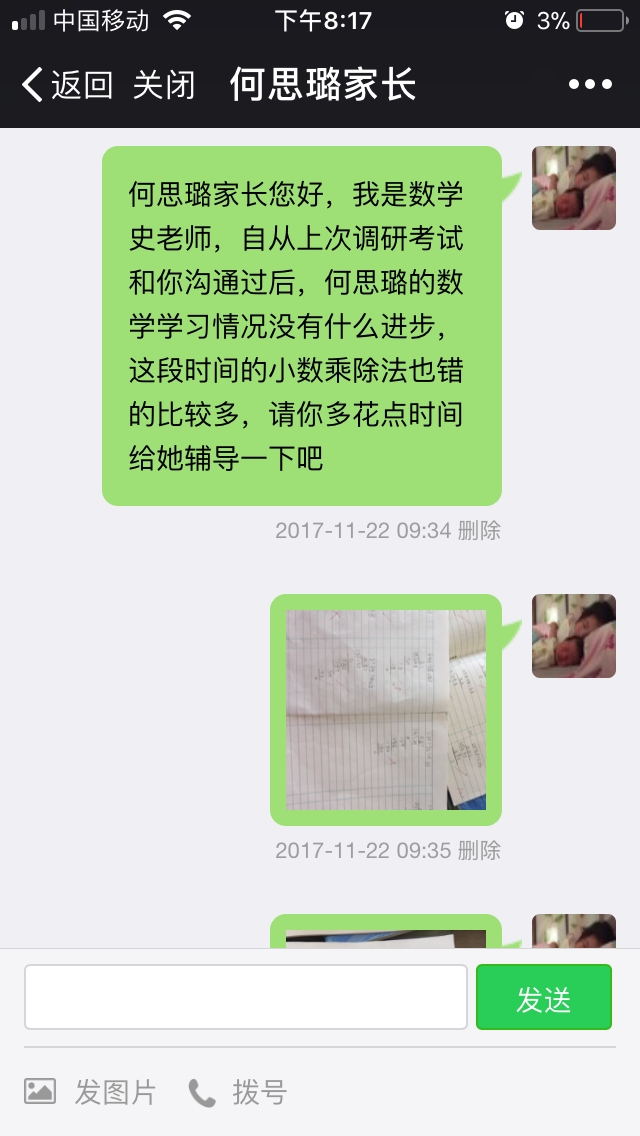 中国移动 下午8:17 3%
返回 关闭 何思璐家长
何思璐家长您好，我是数学
史老师，自从上次调研考试
和你沟通过后，何思璐的数
学学习情况没有什么进步，
这段时间的小数乘除法也错
的比较多，请你多花点时间
给她辅导一下吧
2017-11-22 09:34 删除
2017-11-22 09:35 删除
发送
发图片 拨号